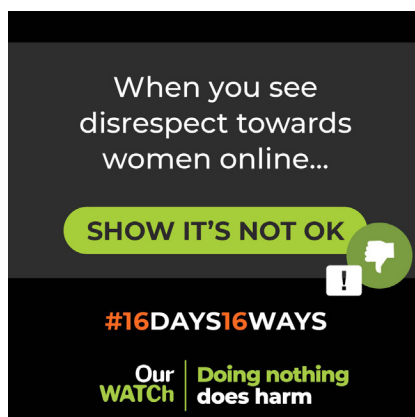 When you see
disrespect towards
women online...
SHOW IT'S NOT OK
!
#16DAYS16WAYS
Our
WATCh
Doing nothing
does harm